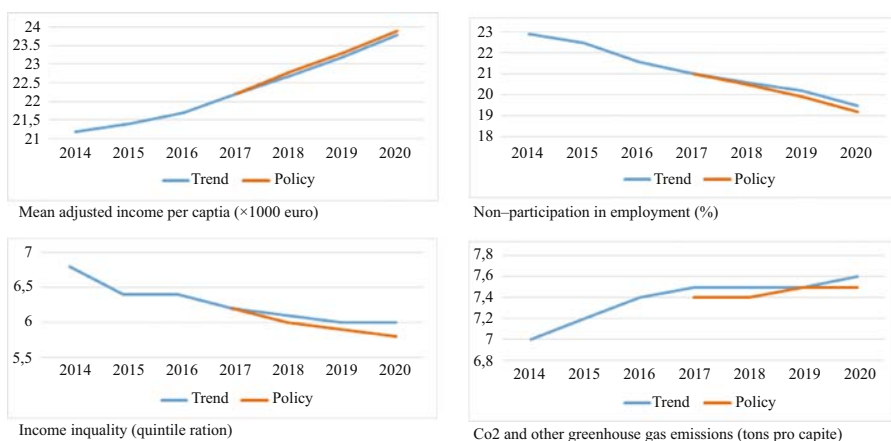 24
23.5
23
22.5
22
21,5
21
2014 2015 2016 2017 2018 2019 2020
Trend Policy
Mean adjusted income per captia (×1000 euro)
23
22
21
20
19
18
2014 2015 2016 2017 2018 2019 2020
Trend Policy
Non–participation in employment (%)
7
6,5
6
5,5
2014 2015 2016 2017 2018 2019 2020
Trend Policy
Income inquality (quintile ration)
7,8
7,6
7,4
7,2
7
6,8
2014 2015 2016 2017 2018 2019 2020
Trend Policy
Co2 and other greenhouse gas emissions (tons pro capite)